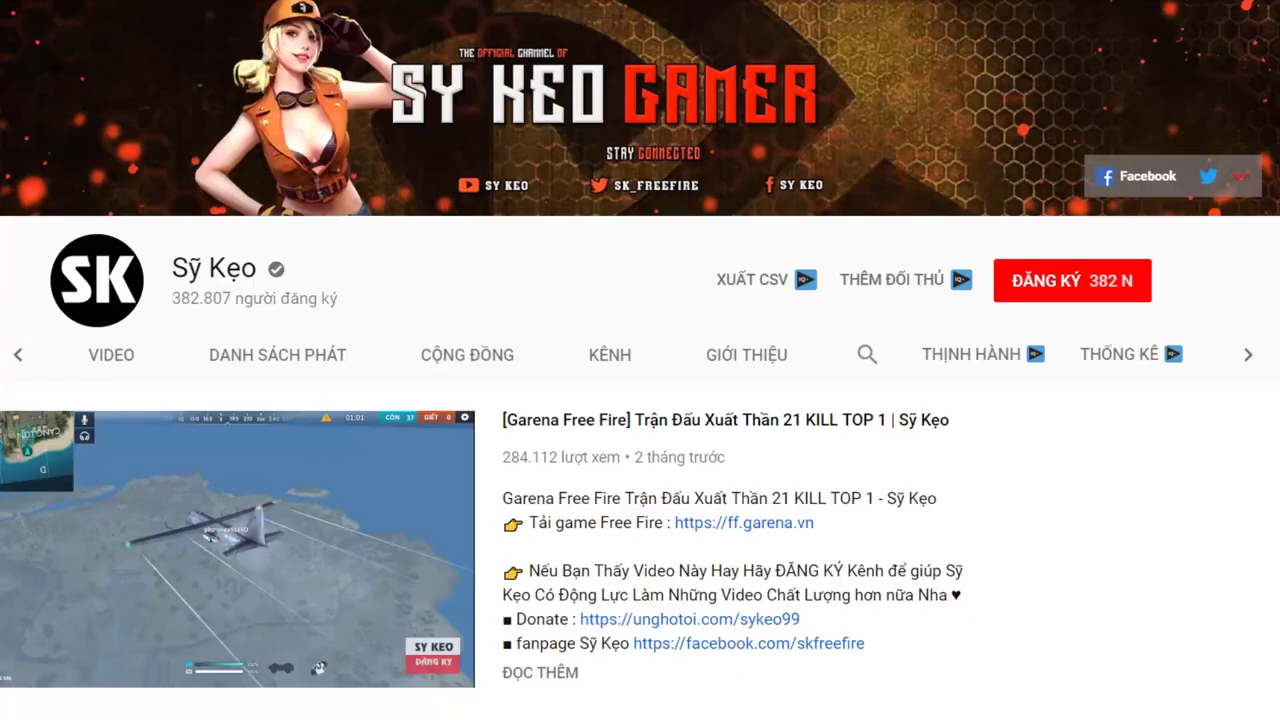 THE OFFICIAL CHANNEL OF
SY KEO GAMER
STAY CONNECTED
SY KEO
SK_FREEFIRE
SY KEO
Facebook
SK
Sỹ Kẹo
382.807 người đăng ký
XUẤT CSV
THÊM ĐỐI THỦ
ĐĂNG KÝ 382 N
VIDEO
DANH SÁCH PHÁT
CỘNG ĐỒNG
KÊNH
GIỚI THIỆU
THỊNH HÀNH
THỐNG KÊ
01:01
CÒN 37
GIẾT 0
SY KEO
ĐĂNG KÝ
[Garena Free Fire] Trận Đấu Xuất Thần 21 KILL TOP 1 | Sỹ Kẹo
284.112 lượt xem • 2 tháng trước
Garena Free Fire Trận Đấu Xuất Thần 21 KILL TOP 1 - Sỹ Kẹo
👉 Tải game Free Fire : https://ff.garena.vn
👉 Nếu Bạn Thấy Video Này Hay Hãy ĐĂNG KÝ Kênh để giúp Sỹ
Kẹo Có Động Lực Làm Những Video Chất Lượng hơn nữa Nha ♥
■ Donate : https://unghotoi.com/sykeo99
■ fanpage Sỹ Kẹo https://facebook.com/skfreefire
ĐỌC THÊM